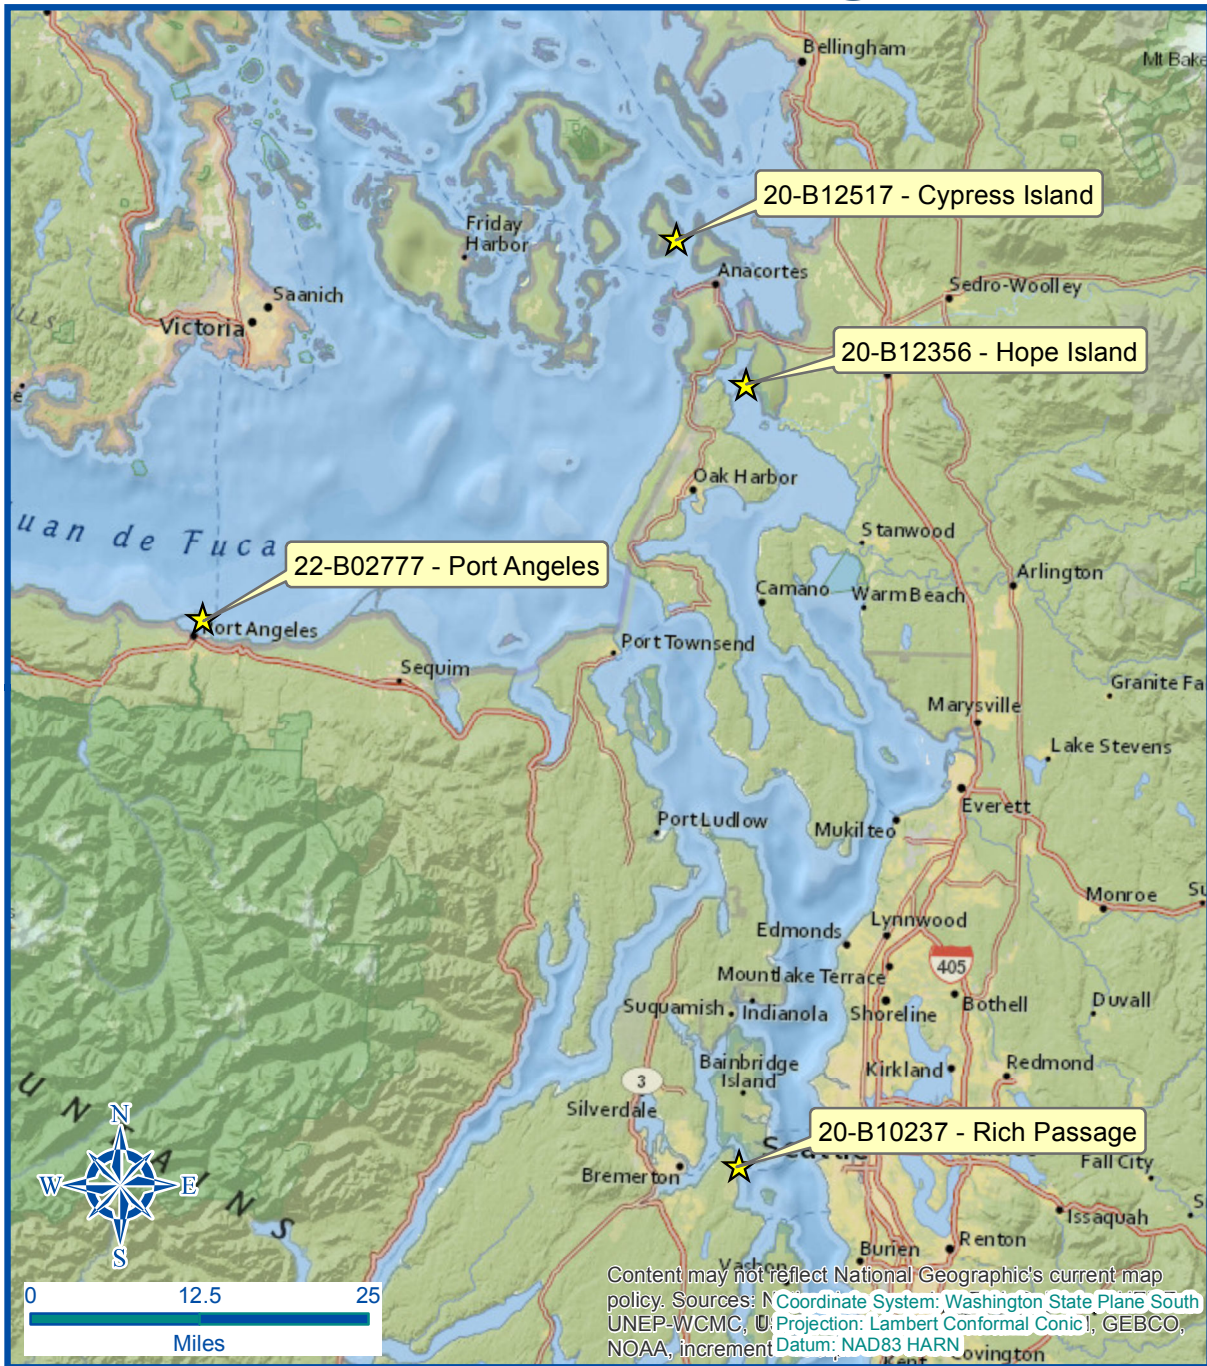 Bellingham
Mt Bake
20-B12517 - Cypress Island
Friday
Harbor
Anacortes
Sedro-Woolley
Saanich
Victoria
20-B12356 - Hope Island
Oak Harbor
Stanwood
uan de Fuca
22-B02777 - Port Angeles
Arlington
Camano
Warm Beach
Port Angeles
Port Townsend
Sequim
Granite Fa
Marysville
Lake Stevens
Everett
Port Ludlow
Mukilteo
Monroe
Su
Lynnwood
Edmonds
405
Mountlake Terrace
Suquamish
Indianola
Shoreline
Bothell
Duvall
Bainbridge
Island
Kirkland
Redmond
3
Silverdale
20-B10237 - Rich Passage
Seattle
Bremerton
Fall City
Issaquah
UNTAINS
N
W
E
S
Renton
Burien
Vashon
0 12.5 25
Miles
Content may not reflect National Geographic's current map
policy. Sources: N
UNEP-WCMC, U , GEBCO,
NOAA, increment
Coordinate System: Washington State Plane South
Projection: Lambert Conformal Conic
Datum: NAD83 HARN
Kent
Covington